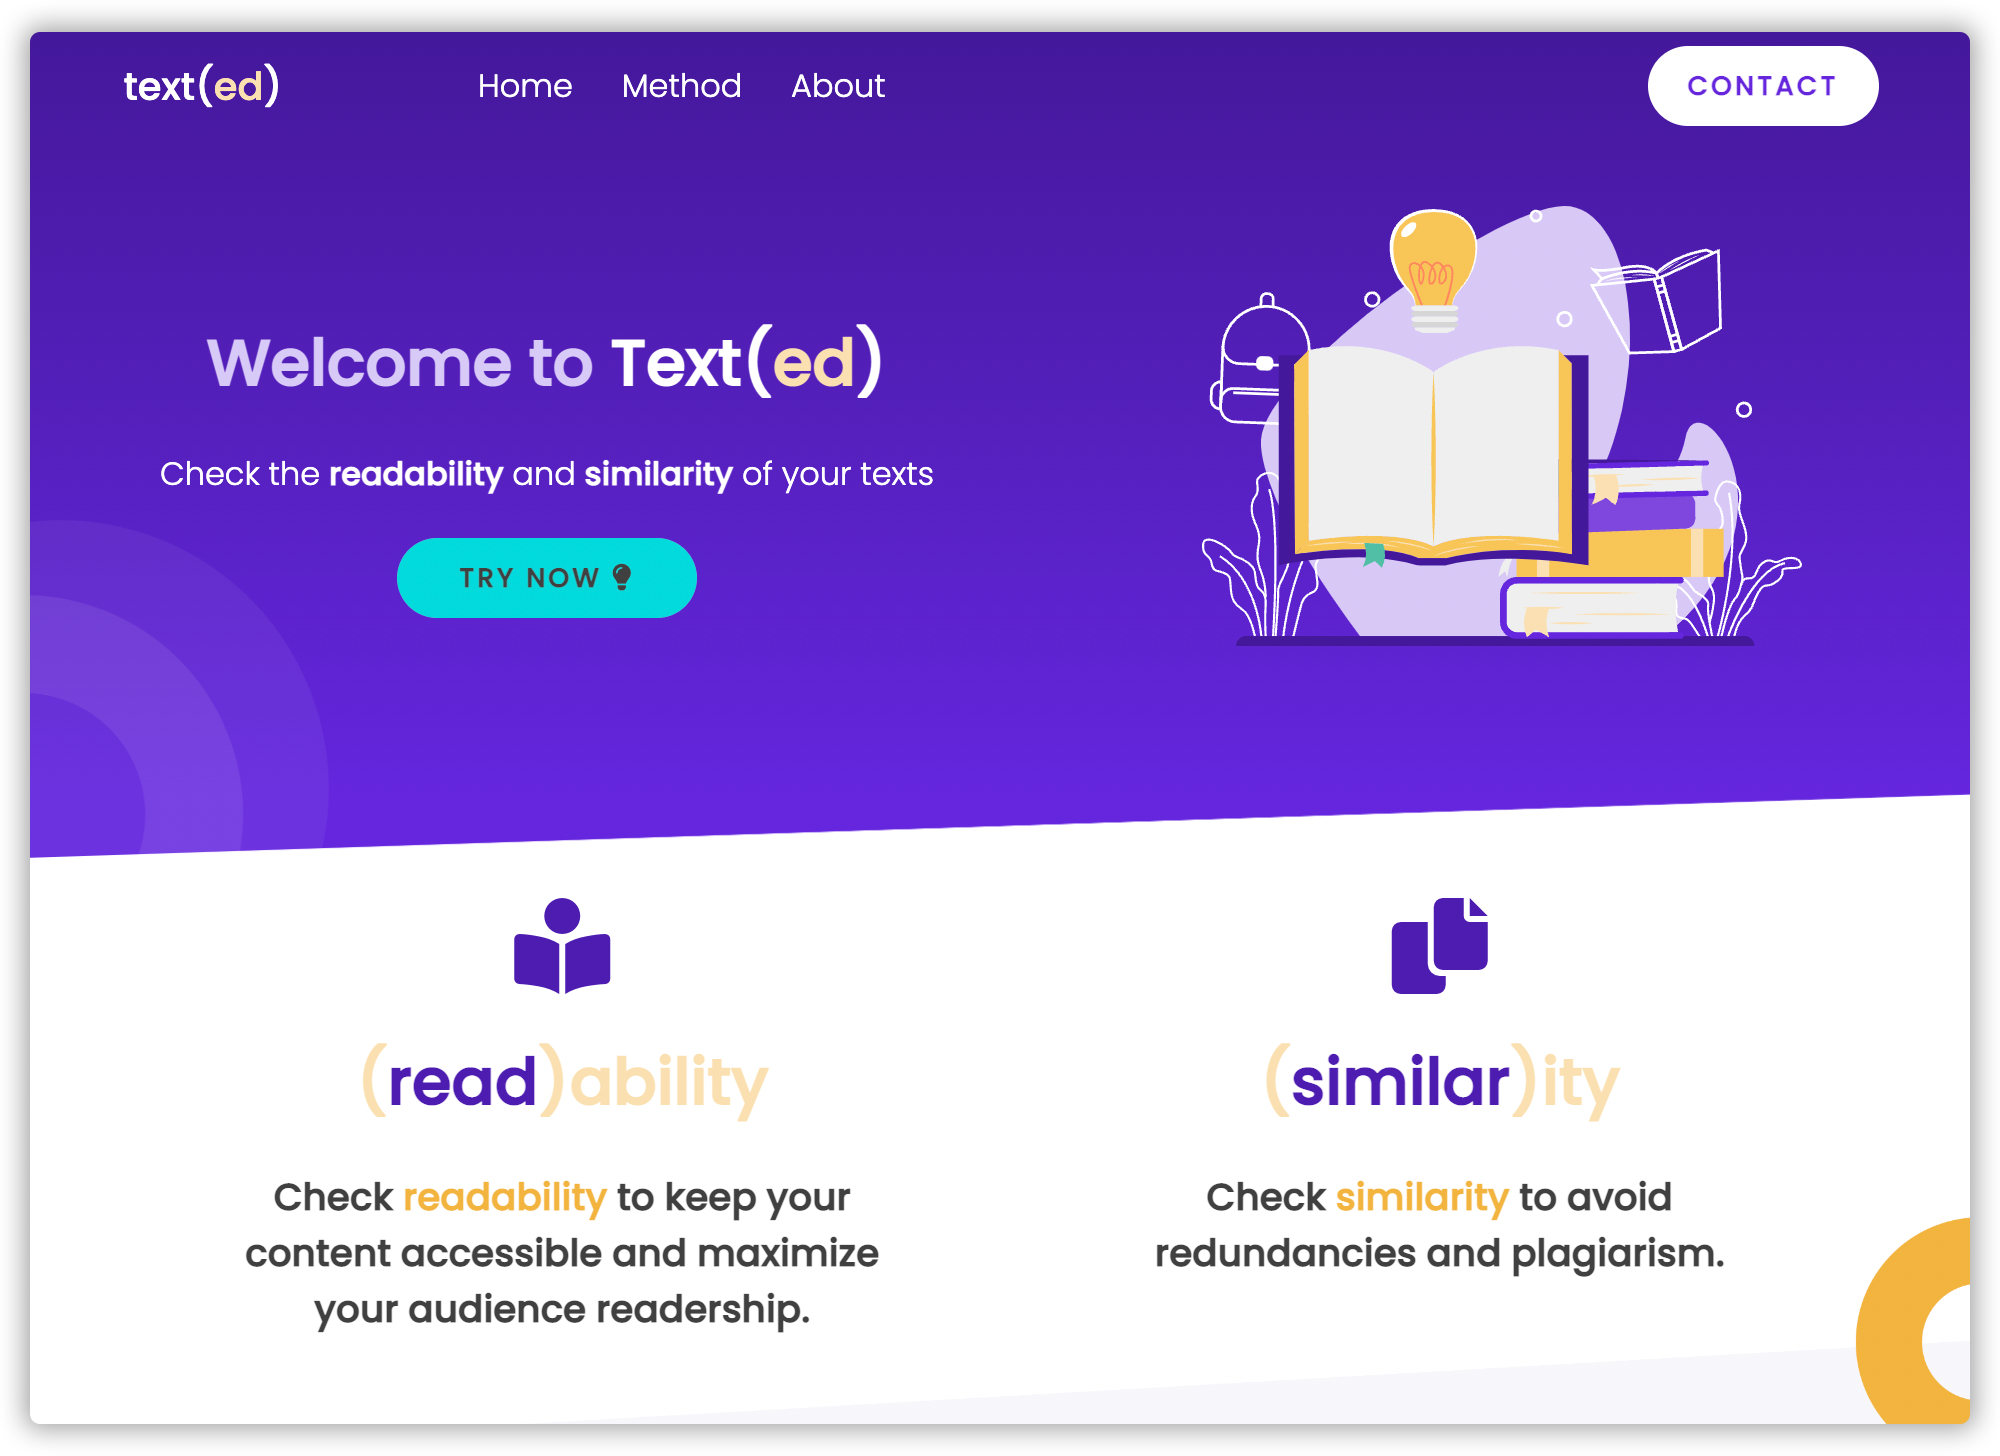 text(ed)
Home Method About
CONTACT
Welcome to Text(ed)
Check the readability and similarity of your texts
TRY NOW
(read)ability
Check readability to keep your
content accessible and maximize
your audience readership.
(similar)ity
Check similarity to avoid
redundancies and plagiarism.